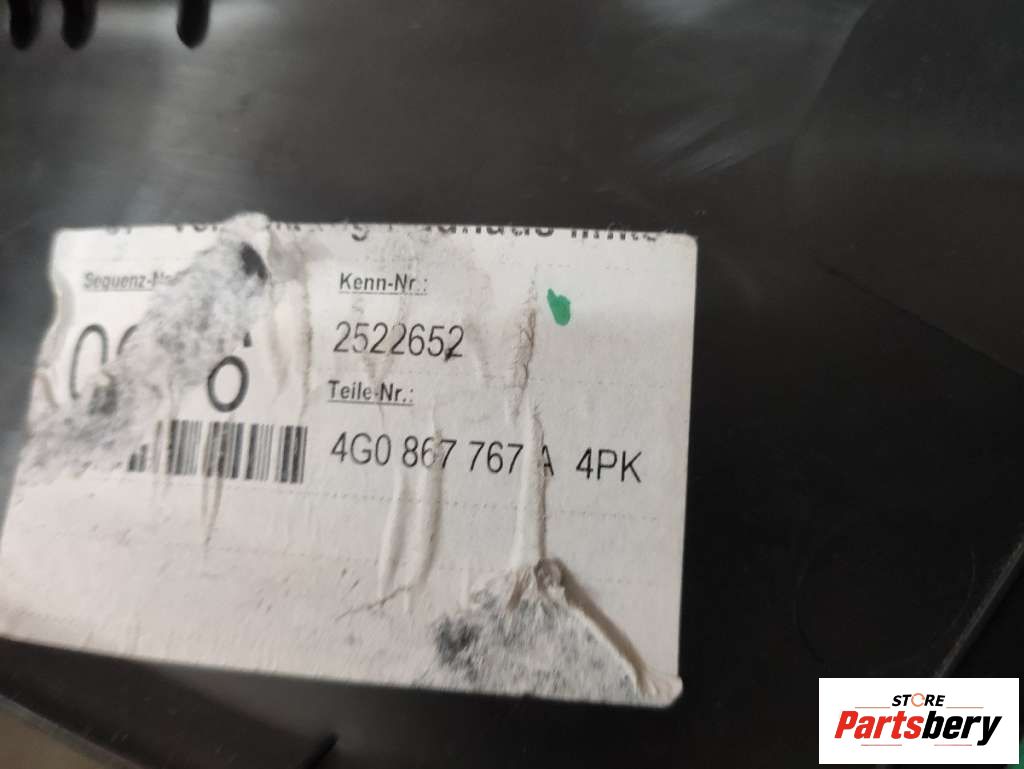 Sequenz-Nr.
Kenn-Nr.:
2522652
Teile-Nr.:
4G0 867 767 A 4PK
STORE
Partsbery